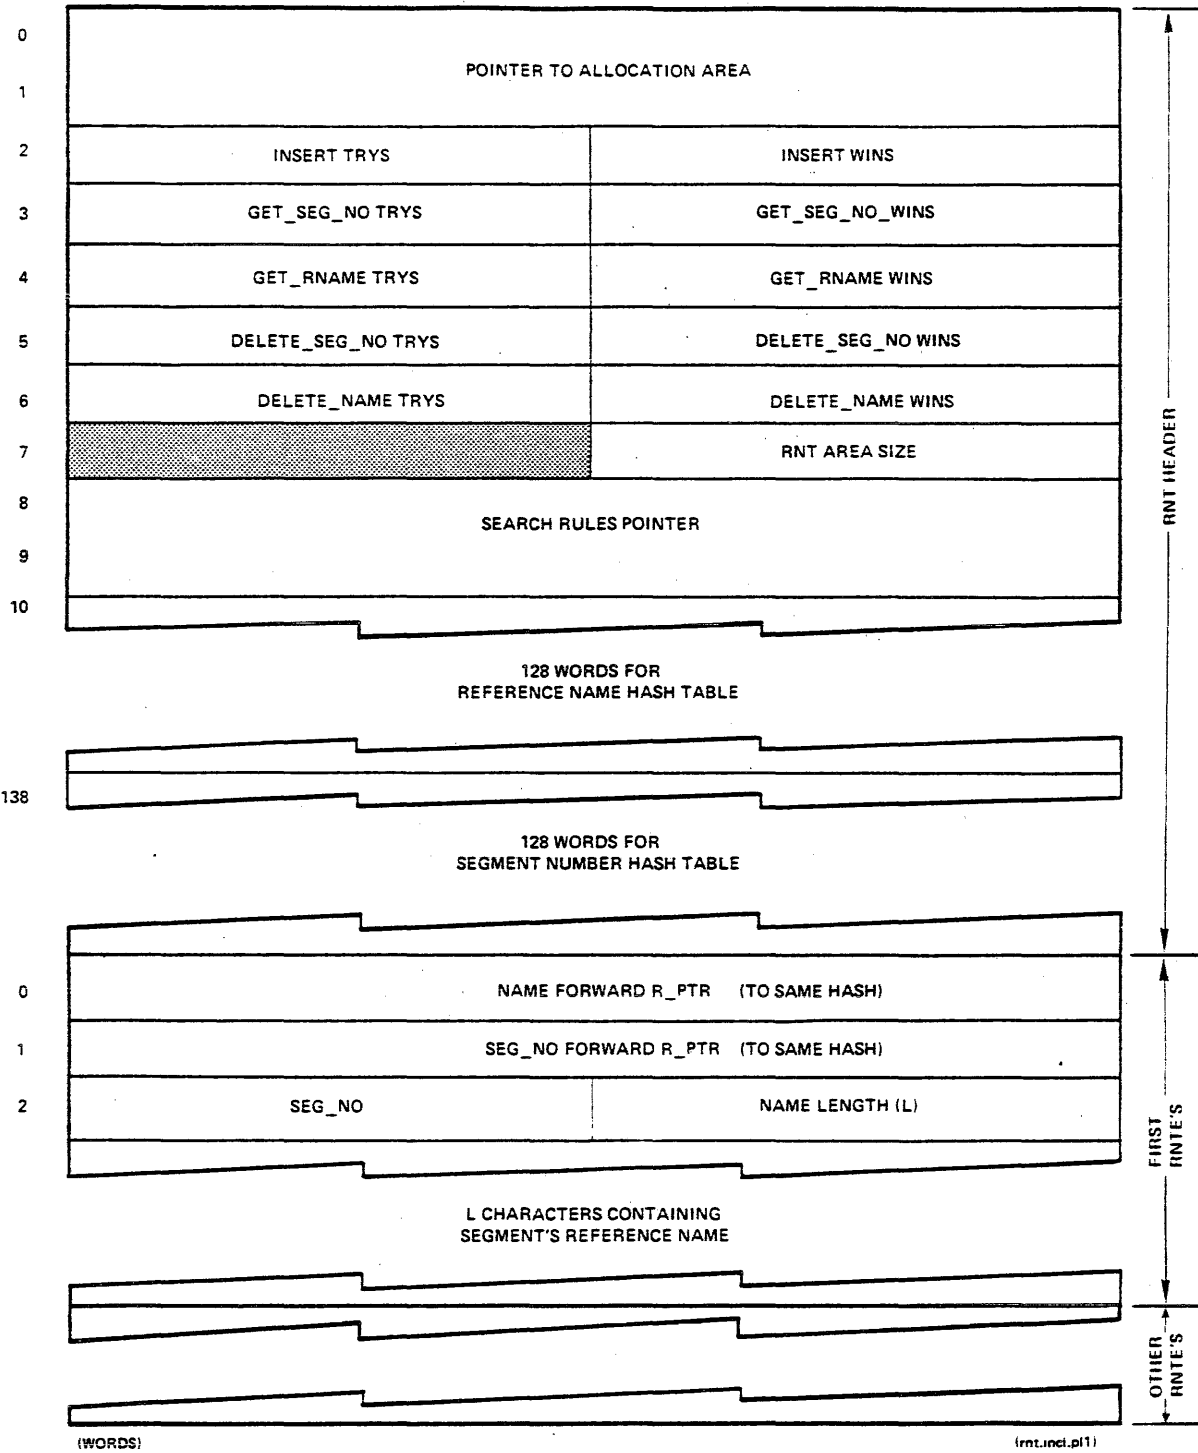 0
POINTER TO ALLOCATION AREA
1
2 INSERT TRYS INSERT WINS
3 GET_SEG_NO TRYS GET_SEG_NO_WINS
4 GET_RNAME TRYS GET_RNAME WINS
5 DELETE_SEG_NO TRYS DELETE_SEG_NO WINS
6 DELETE_NAME TRYS DELETE_NAME WINS
7 RNT AREA SIZE
8
SEARCH RULES POINTER
9
10
RNT HEADER
128 WORDS FOR
REFERENCE NAME HASH TABLE
138
128 WORDS FOR
SEGMENT NUMBER HASH TABLE
0 NAME FORWARD R_PTR (TO SAME HASH)
1 SEG_NO FORWARD R_PTR (TO SAME HASH)
2 SEG_NO NAME LENGTH (L)
FIRST
RNTE'S
L CHARACTERS CONTAINING
SEGMENT'S REFERENCE NAME
OTHER
RNTE'S
(WORDS) (rnt.incl.pl1)